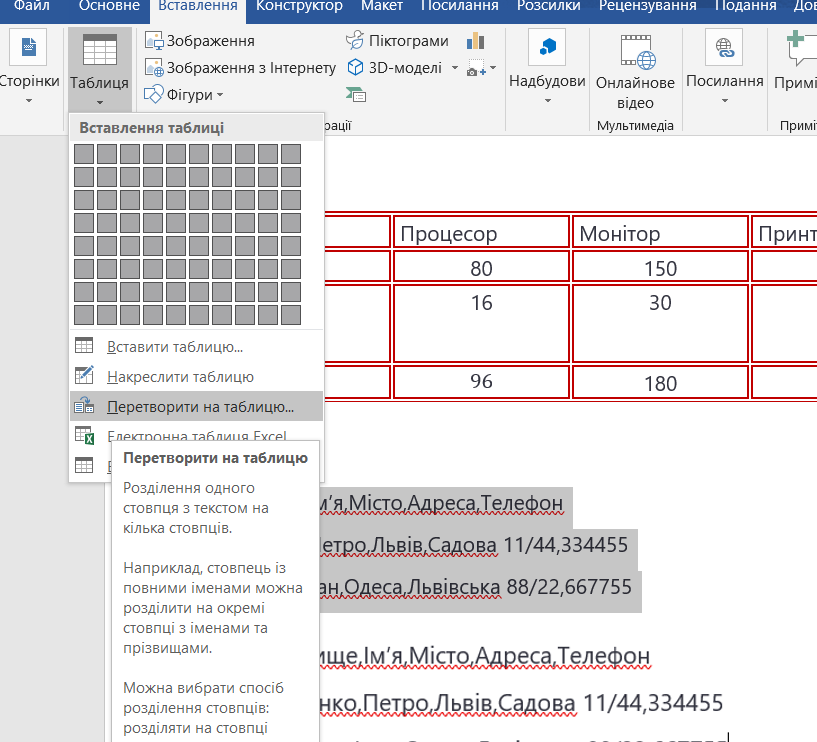 Файл Основне Вставлення Конструктор Макет Посилання Розсилки Рецензування Подання
Зображення
Піктограми
Зображення з Інтернету
3D-моделі
Фігури
Сторінки
Таблиця
Надбудови
Онлайнове
відео
Посилання
Мультимедіа
Вставлення таблиці
Процесор Монітор
80 150
16 30
96 180
Вставити таблицю...
Накреслити таблицю
Перетворити на таблицю...
Електронна таблиця Excel
Перетворити на таблицю
Розділення одного
стовпця з текстом на
кілька стовпців.
Наприклад, стовпець із
повними іменами можна
розділити на окремі
стовпці з іменами та
прізвищами.
Можна вибрати спосіб
розділення стовпців:
розділяти на стовпці
м’я,Місто,Адреса,Телефон
Петро,Львів,Садова 11/44,334455
ан,Одеса,Львівська 88/22,667755
ище,Ім’я,Місто,Адреса,Телефон
нко,Петро,Львів,Садова 11/44,334455